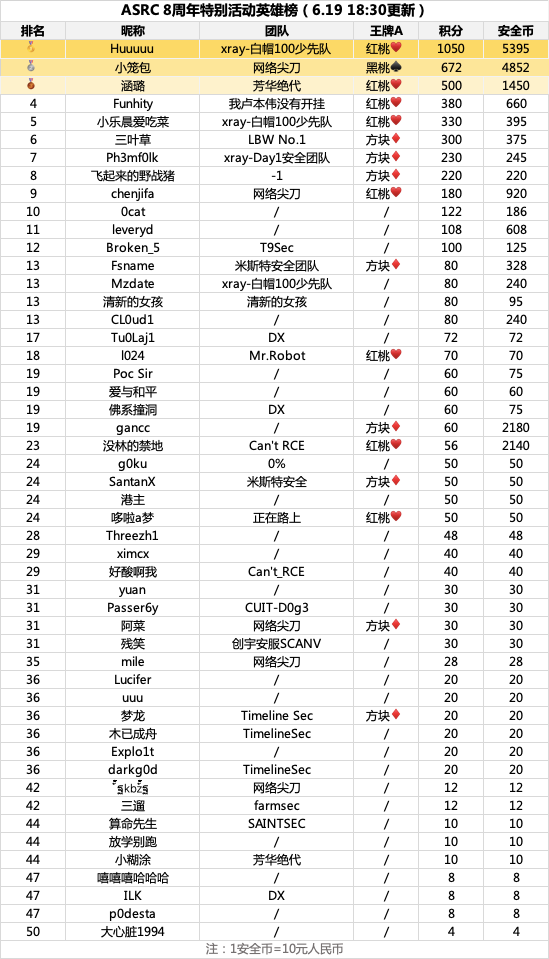 ASRC 8周年特别活动英雄榜（6.19 18:30更新）
排名 昵称 团队 王牌A 积分 安全币
Huuuuu xray-白帽100少先队 红桃♥ 1050 5395
小笼包 网络尖刀 黑桃♠ 672 4852
涵璐 芳华绝代 红桃♥ 500 1450
4 Funhity 我卢本伟没有开挂 红桃♥ 380 660
5 小乐晨爱吃菜 xray-白帽100少先队 红桃♥ 330 395
6 三叶草 LBW No.1 方块♦ 300 375
7 Ph3mf0lk xray-Day1安全团队 方块♦ 230 245
8 飞起来的野战猪 -1 方块♦ 220 220
9 chenjifa 网络尖刀 红桃♥ 180 920
10 0cat / / 122 186
11 leveryd / / 108 608
12 Broken_5 T9Sec / 100 125
13 Fsname 米斯特安全团队 方块♦ 80 328
13 Mzdate xray-白帽100少先队 / 80 240
13 清新的女孩 清新的女孩 / 80 95
13 CL0ud1 / / 80 240
17 Tu0Laj1 DX / 72 72
18 l024 Mr.Robot 红桃♥ 70 70
19 Poc Sir / / 60 75
19 爱与和平 / / 60 60
19 佛系撞洞 DX / 60 75
19 gancc / 方块♦ 60 2180
23 没林的禁地 Can't RCE 红桃♥ 56 2140
24 g0ku 0% / 50 50
24 SantanX 米斯特安全 方块♦ 50 50
24 港主 / / 50 50
24 哆啦a梦 正在路上 红桃♥ 50 50
28 Threezh1 / / 48 48
29 ximcx / / 40 40
29 好酸啊我 Can't_RCE / 40 40
31 yuan / / 30 30
31 Passer6y CUIT-D0g3 / 30 30
31 阿菜 网络尖刀 方块♦ 30 30
31 残笑 创宇安服SCANV / 30 30
35 mile 网络尖刀 / 28 28
36 Lucifer / / 20 20
36 uuu / / 20 20
36 梦龙 Timeline Sec 方块♦ 20 20
36 木已成舟 TimelineSec / 20 20
36 Explo1t / / 20 20
36 darkg0d TimelineSec / 20 20
42 网络尖刀 / 12 12
42 三遛 farmsec / 12 12
44 算命先生 SAINTSEC / 10 10
44 放学别跑 / / 10 10
44 小糊涂 芳华绝代 / 10 10
47 嘻嘻嘻哈哈哈 / / 8 8
47 ILK DX / 8 8
47 p0desta / / 8 8
50 大心脏1994 / / 4 4
注：1安全币=10元人民币